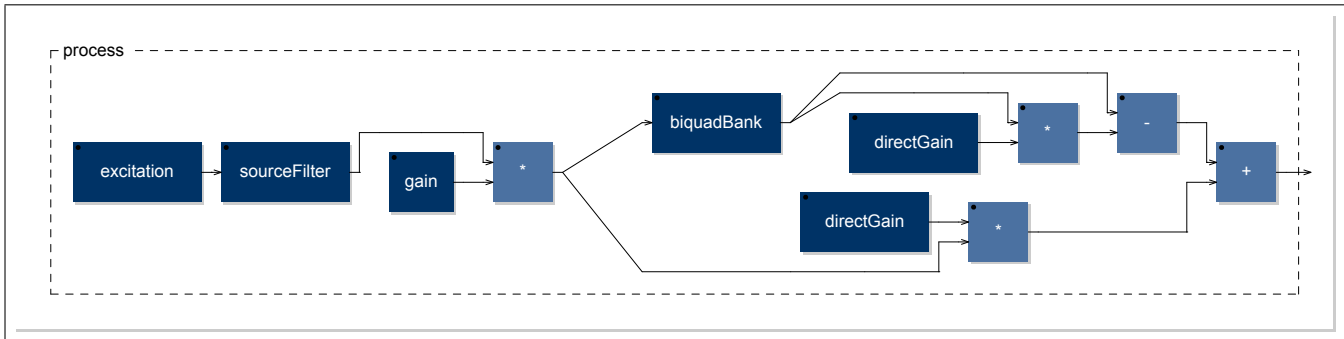 process
biquadBank
-
directGain
*
excitation
sourceFilter
gain
*
+
directGain
*